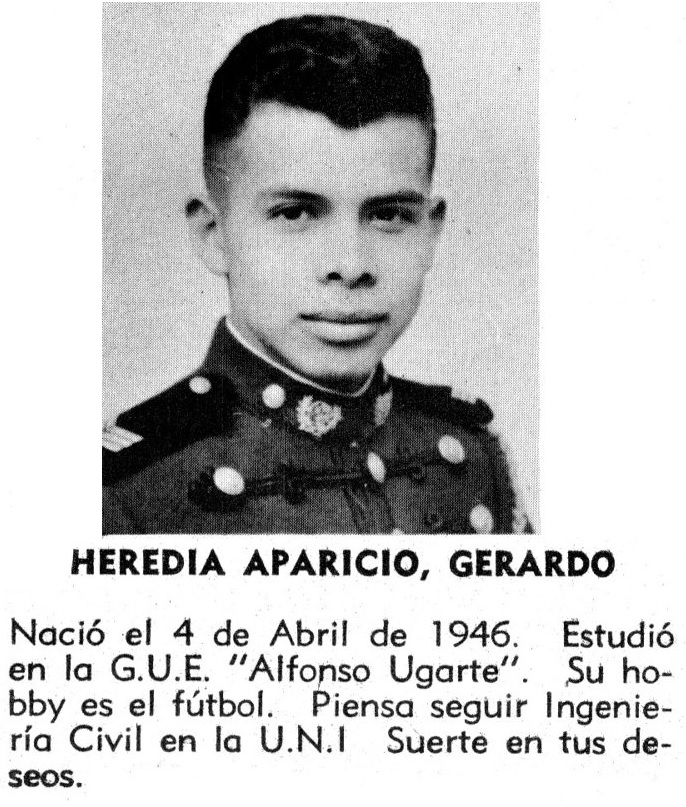 HEREDIA APARICIO, GERARDO
Nació el 4 de Abril de 1946. Estudió
en la G.U.E. "Alfonso Ugarte". Su ho-
bby es el fútbol. Piensa seguir Ingenie-
ría Civil en la U.N.I Suerte en tus de-
seos.